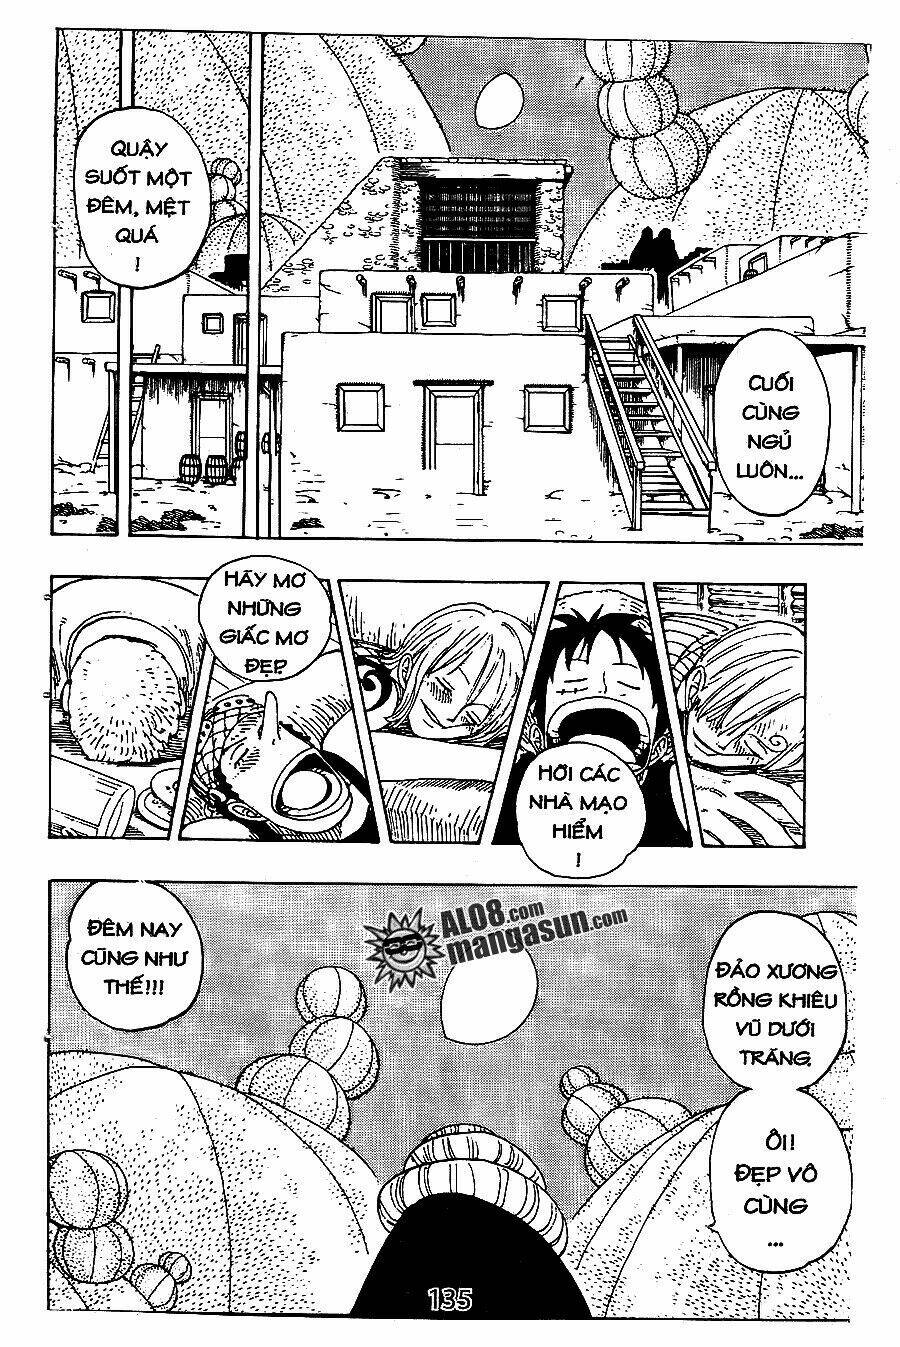 CUỐI
CÙNG
NGỦ
LUÔN...
QUẬY
SUỐT MỘT
ĐÊM, MỆT
QUÁ
!
HỠI CÁC
NHÀ MẠO
HIỂM
!
HÃY MƠ
NHỮNG
GIẤC MƠ
ĐẸP
ĐẢO XƯƠNG
RỒNG KHIÊU
VŨ DƯỚI
TRĂNG
ÔI!!
ĐẸP VÔ
CÙNG
...
ĐÊM NAY
CŨNG NHƯ
THẾ!!!
ALO8.com
mangasun.com
135